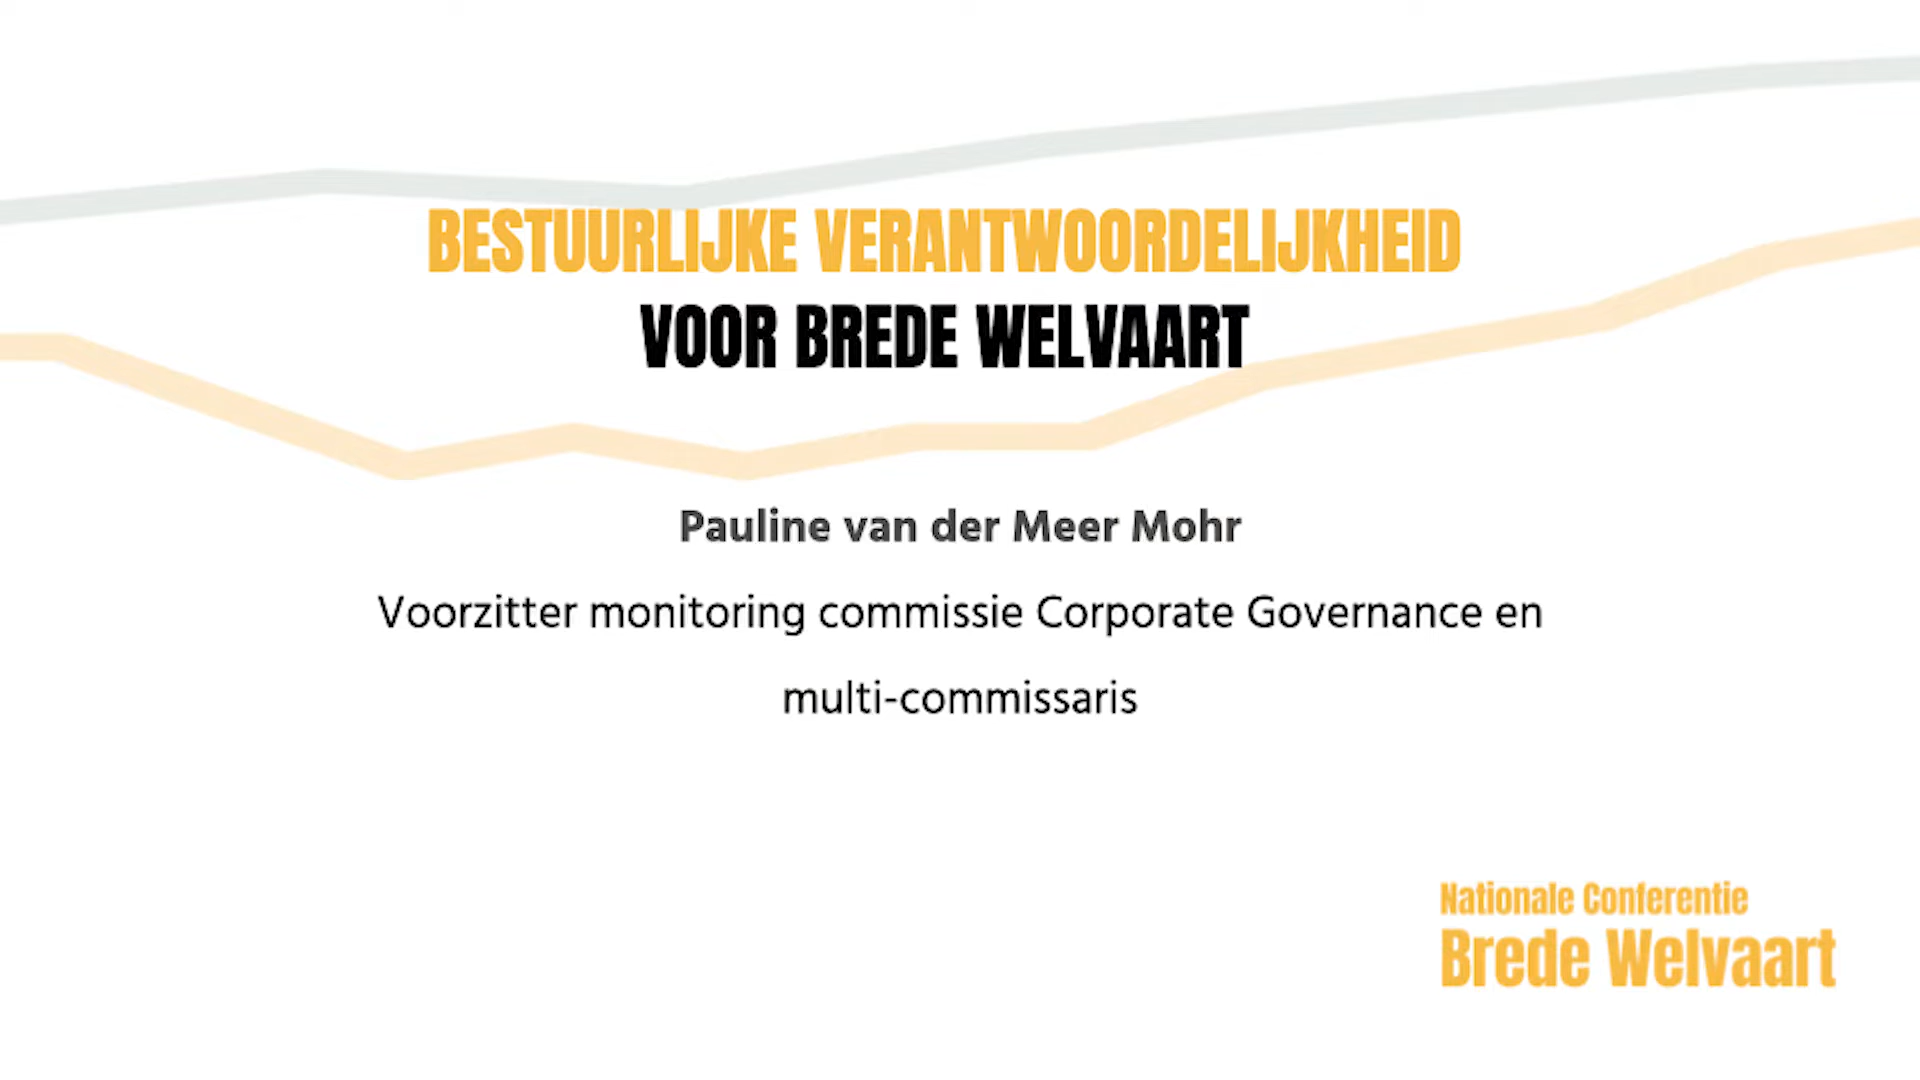 BESTUURLIJKE VERANTWOORDELIJKHEID
VOOR BREDE WELVAART
Pauline van der Meer Mohr
Voorzitter monitoring commissie Corporate Governance en
multi-commissaris
Nationale Conferentie
Brede Welvaart